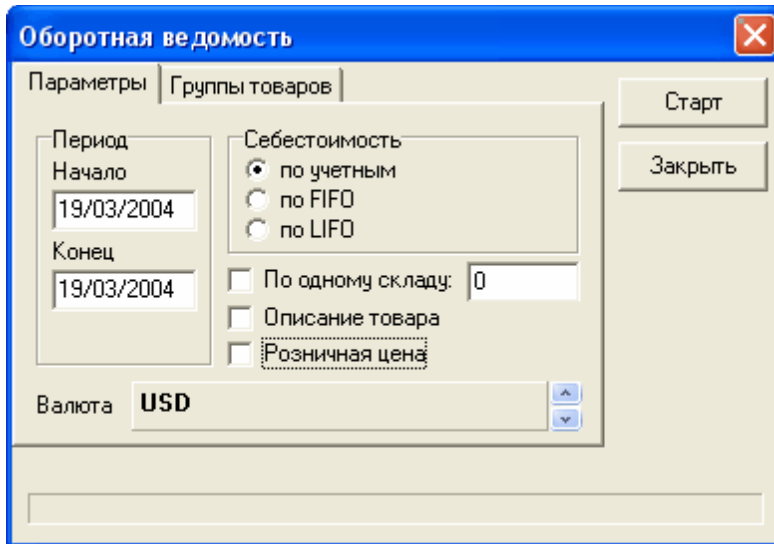 Оборотная ведомость
Параметры Группы товаров
Старт
Закрыть
Период
Начало
19/03/2004
Конец
19/03/2004
Себестоимость
по учетным
по FIFO
по LIFO
По одному складу: 0
Описание товара
Розничная цена
Валюта USD